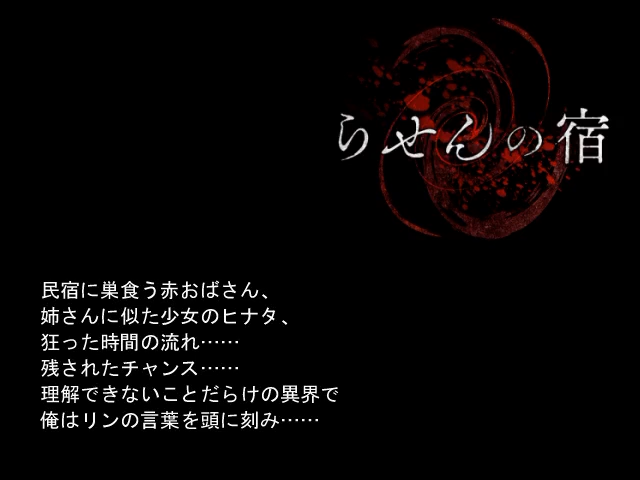 らせんの宿
民宿に巣食う赤おばさん、
姉さんに似た少女のヒナタ、
狂った時間の流れ……
残されたチャンス……
理解できないことだらけの異界で
俺はリンの言葉を頭に刻み……